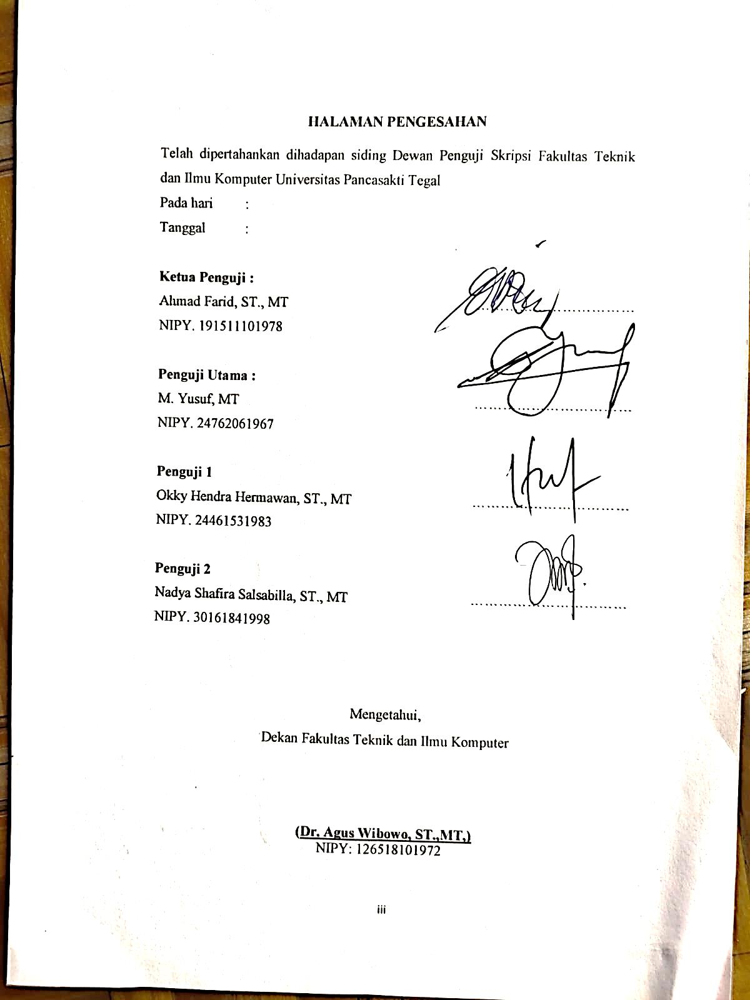 HALAMAN PENGESAHAN
Telah dipertahankan dihadapan siding Dewan Penguji Skripsi Fakultas Teknik
dan Ilmu Komputer Universitas Pancasakti Tegal
Pada hari :
Tanggal :
Ketua Penguji :
Ahmad Farid, ST., MT
NIPY. 191511101978
Penguji Utama :
M. Yusuf, MT
NIPY. 24762061967
Penguji 1
Okky Hendra Hermawan, ST., MT
NIPY. 24461531983
Penguji 2
Nadya Shafira Salsabilla, ST., MT
NIPY. 30161841998
Mengetahui,
Dekan Fakultas Teknik dan Ilmu Komputer
(Dr. Agus Wibowo, ST.,MT,)
NIPY: 126518101972
iii